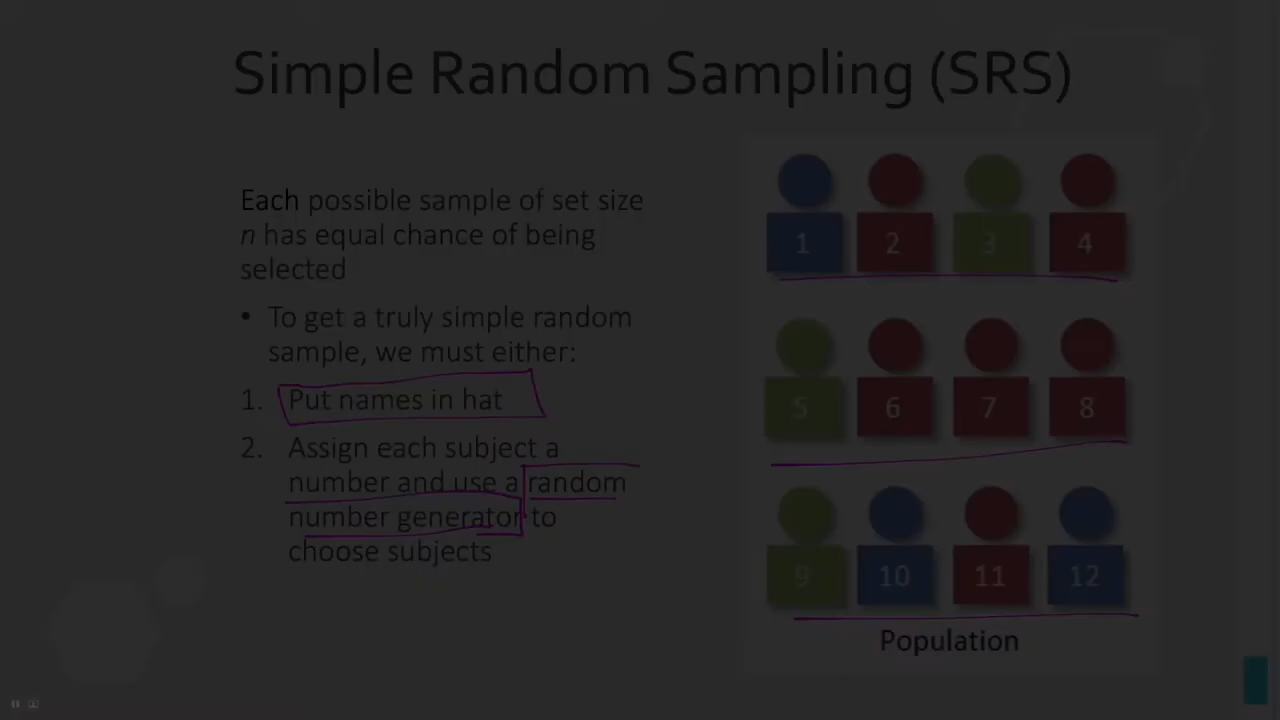 Simple Random Sampling (SRS)
Each possible sample of set size
n has equal chance of being
selected
• To get a truly simple random
sample, we must either:
1. Put names in hat
2. Assign each subject a
number and use a random
number generator to
choose subjects
1 2 3 4
5 6 7 8
9 10 11 12
Population